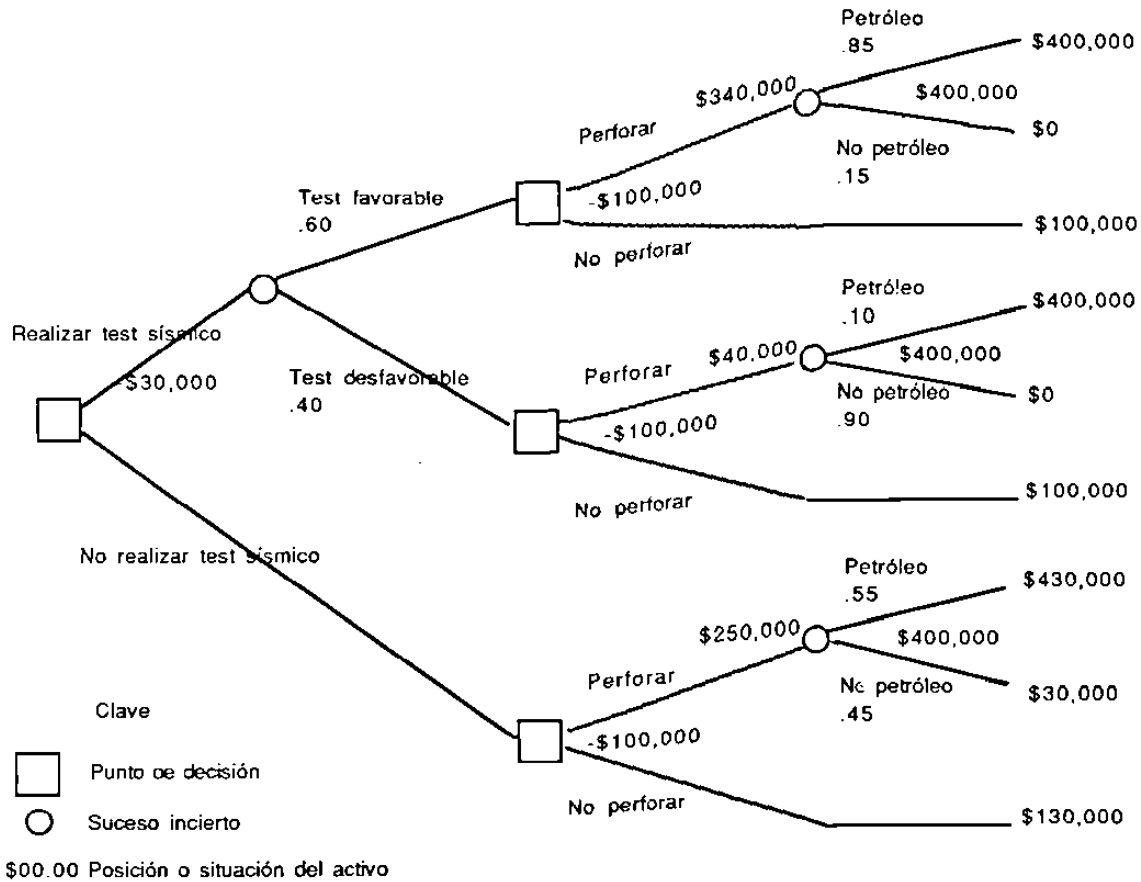 Petróleo
.85
$400,000
$340,000
$400,000
Perforar
$0
No petróleo
.15
Test favorable
.60
-$100,000
$100,000
No perforar
Petróleo
.10
$400,000
Realizar test sísmico
$40,000
$400,000
-$30,000
Test desfavorable
.40
Perforar
$0
No petróleo
.90
-$100,000
$100,000
No perforar
No realizar test sísmico
Petróleo
.55
$430,000
$250,000
$400,000
Perforar
No petróleo
.45
$30,000
Clave
-$100,000
Punto de decisión
No perforar
$130,000
Suceso incierto
$00.00 Posición o situación del activo